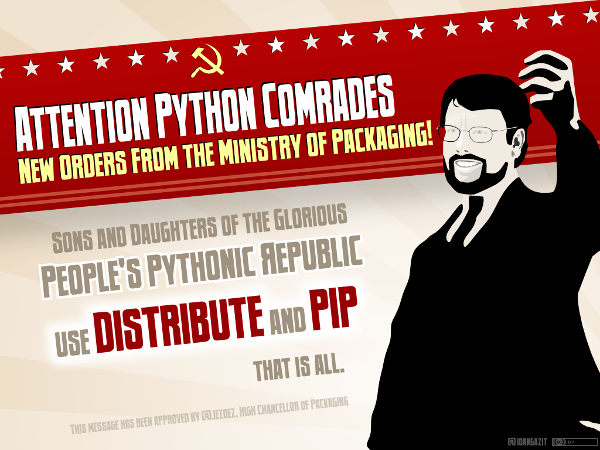 Attention Python Comrades
New Orders From the Ministry of Packaging!
Sons and Daughters of the Glorious
People's Pythonic Republic
use Distribute and pip
that is all.
This message has been approved by @jezdez, High Chancellor of Packaging
@idangazit